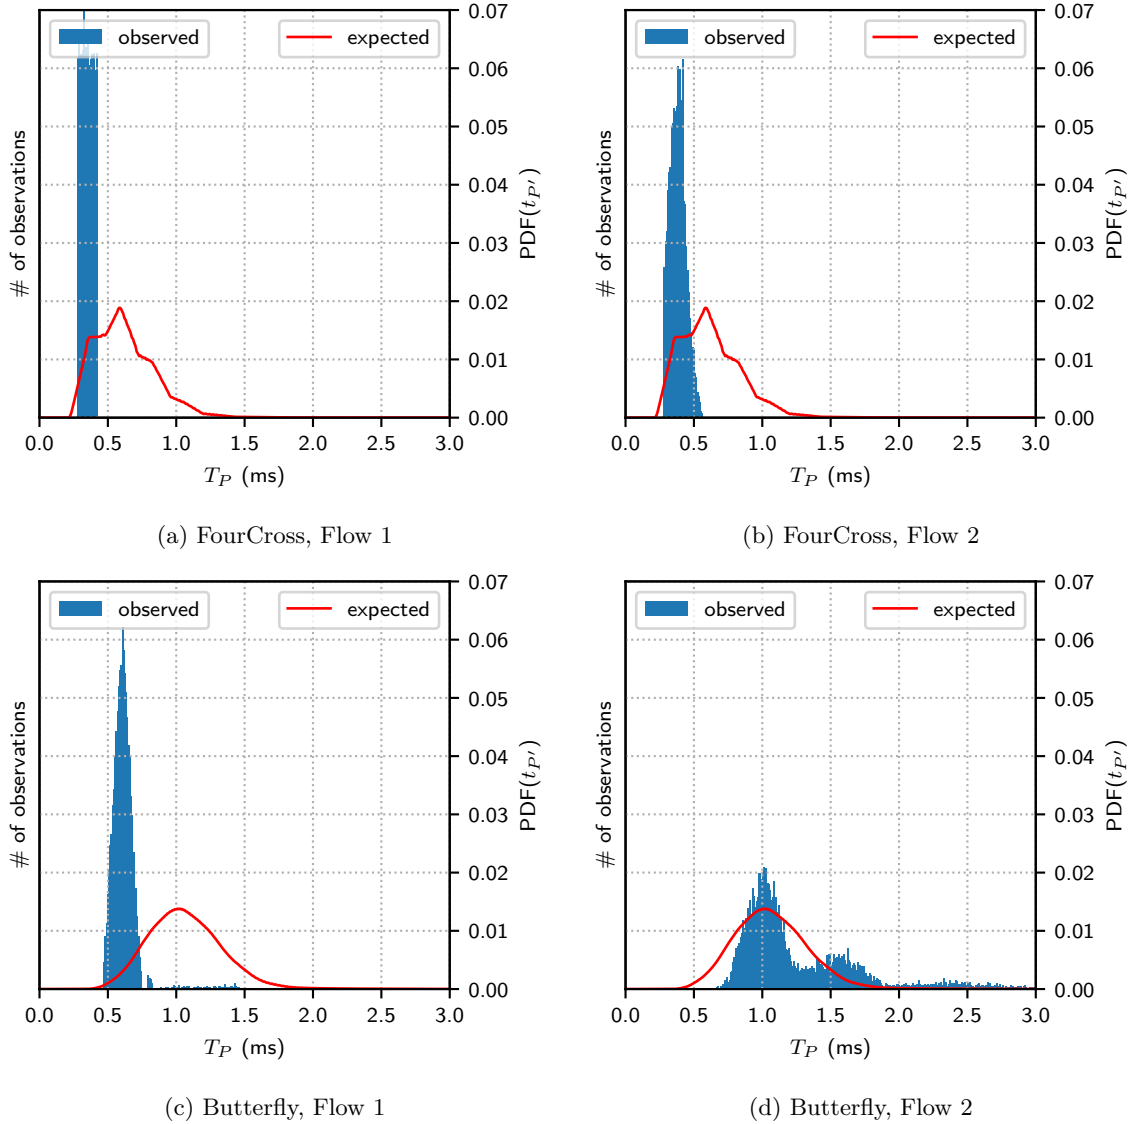 observed
expected
0.07
0.06
0.05
0.04
0.03
0.02
0.01
0.00
# of observations
PDF(t_{P'})
0.0 0.5 1.0 1.5 2.0 2.5 3.0
T_P (ms)
(a) FourCross, Flow 1
observed
expected
0.07
0.06
0.05
0.04
0.03
0.02
0.01
0.00
# of observations
PDF(t_{P'})
0.0 0.5 1.0 1.5 2.0 2.5 3.0
T_P (ms)
(b) FourCross, Flow 2
observed
expected
0.07
0.06
0.05
0.04
0.03
0.02
0.01
0.00
# of observations
PDF(t_{P'})
0.0 0.5 1.0 1.5 2.0 2.5 3.0
T_P (ms)
(c) Butterfly, Flow 1
observed
expected
0.07
0.06
0.05
0.04
0.03
0.02
0.01
0.00
# of observations
PDF(t_{P'})
0.0 0.5 1.0 1.5 2.0 2.5 3.0
T_P (ms)
(d) Butterfly, Flow 2